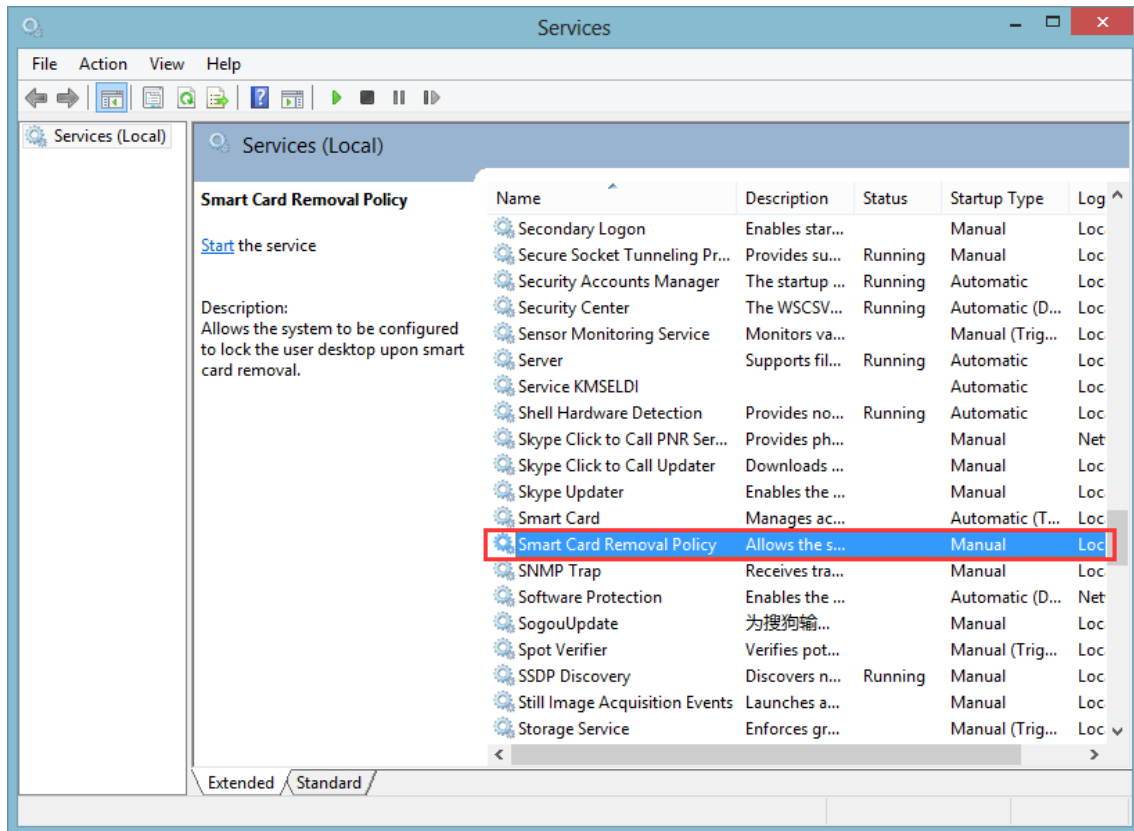 Services
File Action View Help
Services (Local)
Services (Local)
Smart Card Removal Policy
Start the service
Description:
Allows the system to be configured
to lock the user desktop upon smart
card removal.
Name Description Status Startup Type Log
Secondary Logon Enables star... Manual Loc
Secure Socket Tunneling Pr... Provides su... Running Manual Loc
Security Accounts Manager The startup ... Running Automatic Loc
Security Center The WSCSV... Running Automatic (D... Loc
Sensor Monitoring Service Monitors va... Manual (Trig... Loc
Server Supports fil... Running Automatic Loc
Service KMSELDI Automatic Loc
Shell Hardware Detection Provides no... Running Automatic Loc
Skype Click to Call PNR Ser... Provides ph... Manual Net
Skype Click to Call Updater Downloads ... Manual Loc
Skype Updater Enables the ... Manual Loc
Smart Card Manages ac... Automatic (T... Loc
Smart Card Removal Policy Allows the s... Manual Loc
SNMP Trap Receives tra... Manual Loc
Software Protection Enables the ... Automatic (D... Net
SogouUpdate 为搜狗输... Manual Loc
Spot Verifier Verifies pot... Manual (Trig... Loc
SSDP Discovery Discovers n... Running Manual Loc
Still Image Acquisition Events Launches a... Manual Loc
Storage Service Enforces gr... Manual (Trig... Loc
Extended Standard